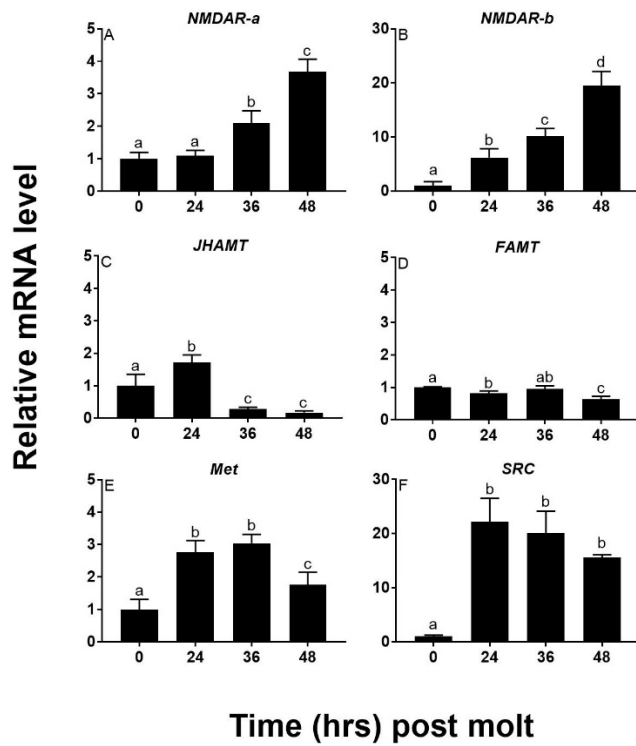 Relative mRNA level
A
NMDAR-a
5
4
3
2
1
0
a
a
b
c
0 24 36 48
B
NMDAR-b
30
20
10
0
a
b
c
d
0 24 36 48
C
JHAMT
5
4
3
2
1
0
a
b
c
c
0 24 36 48
D
FAMT
5
4
3
2
1
0
a
b
ab
c
0 24 36 48
E
Met
5
4
3
2
1
0
a
b
b
c
0 24 36 48
F
SRC
30
20
10
0
a
b
b
b
0 24 36 48
Time (hrs) post molt